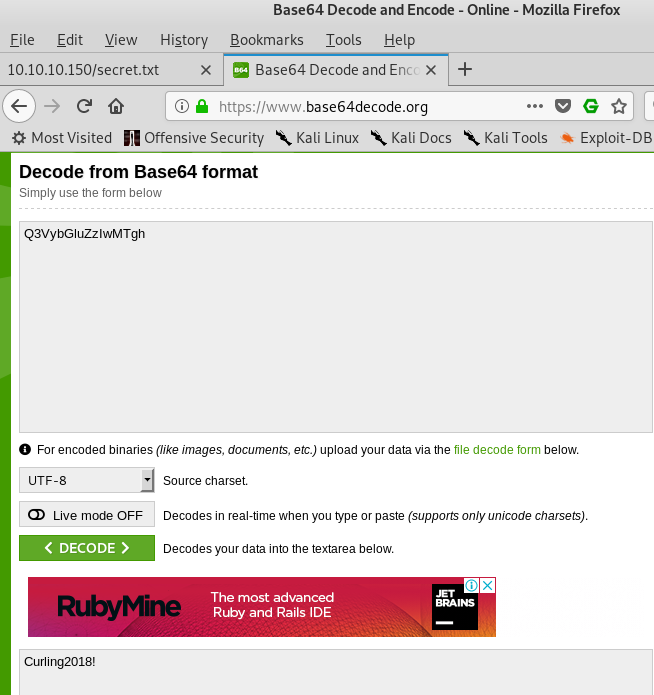 Base64 Decode and Encode - Online - Mozilla Firefox
File Edit View History Bookmarks Tools Help
10.10.10.150/secret.txt × B64 Base64 Decode and Enco × +
https://www.base64decode.org
Most Visited Offensive Security Kali Linux Kali Docs Kali Tools Exploit-DB
Decode from Base64 format
Simply use the form below
Q3VybGluZzIwMTgh
For encoded binaries (like images, documents, etc.) upload your data via the file decode form below.
UTF-8 Source charset.
Live mode OFF Decodes in real-time when you type or paste (supports only unicode charsets).
< DECODE > Decodes your data into the textarea below.
RubyMine The most advanced
Ruby and Rails IDE
JET
BRAINS
Curling2018!